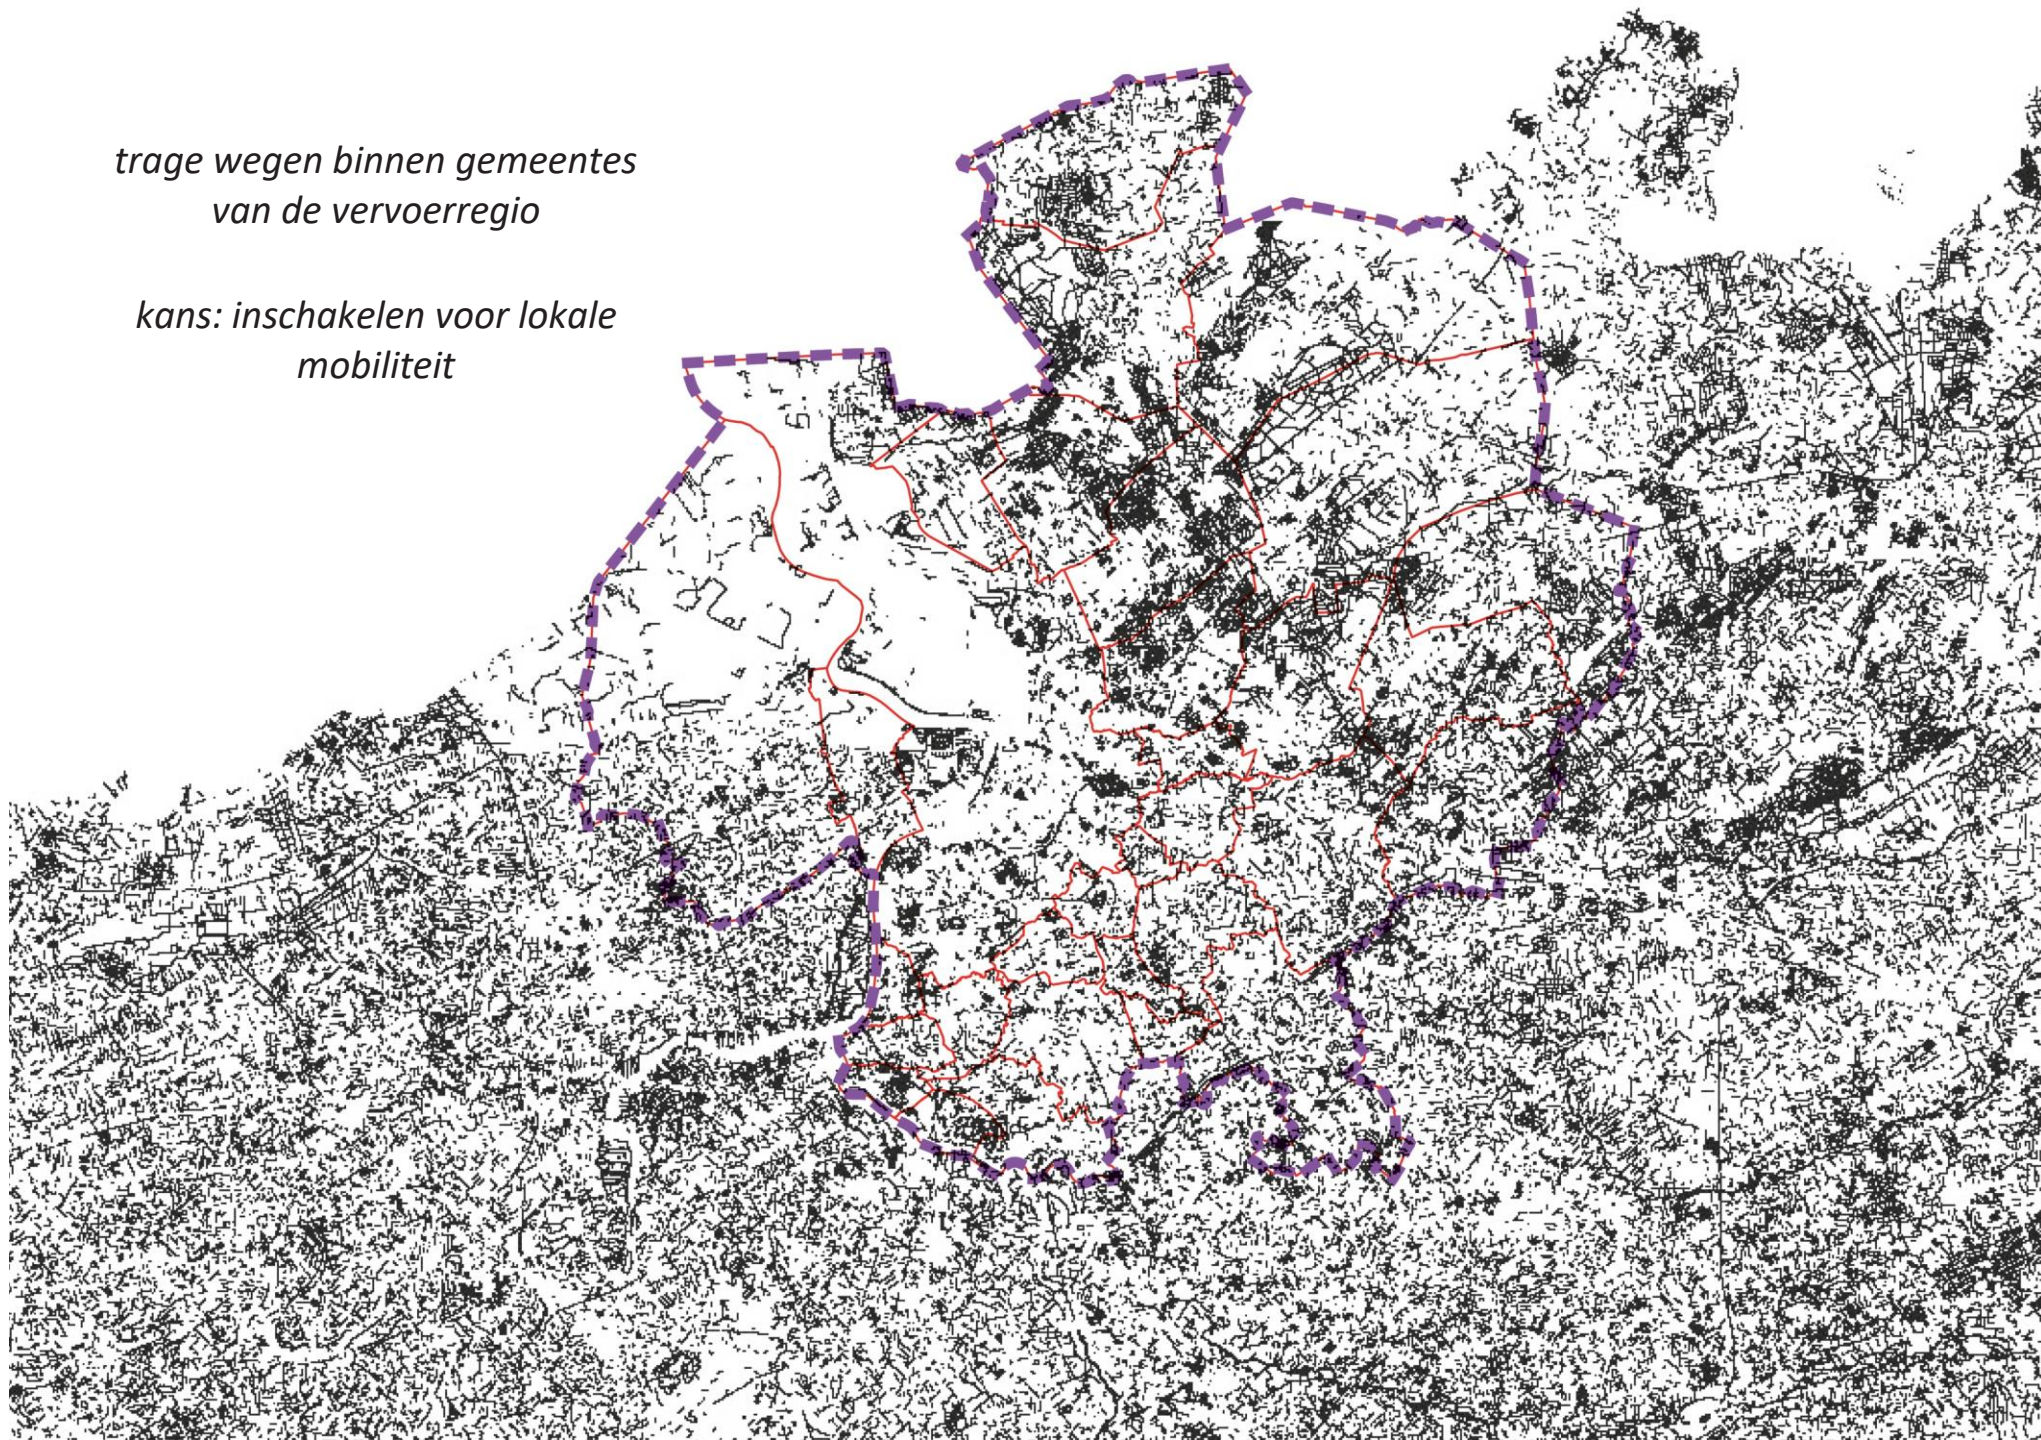 trage wegen binnen gemeentes
van de vervoerregio
kans: inschakelen voor lokale
mobiliteit